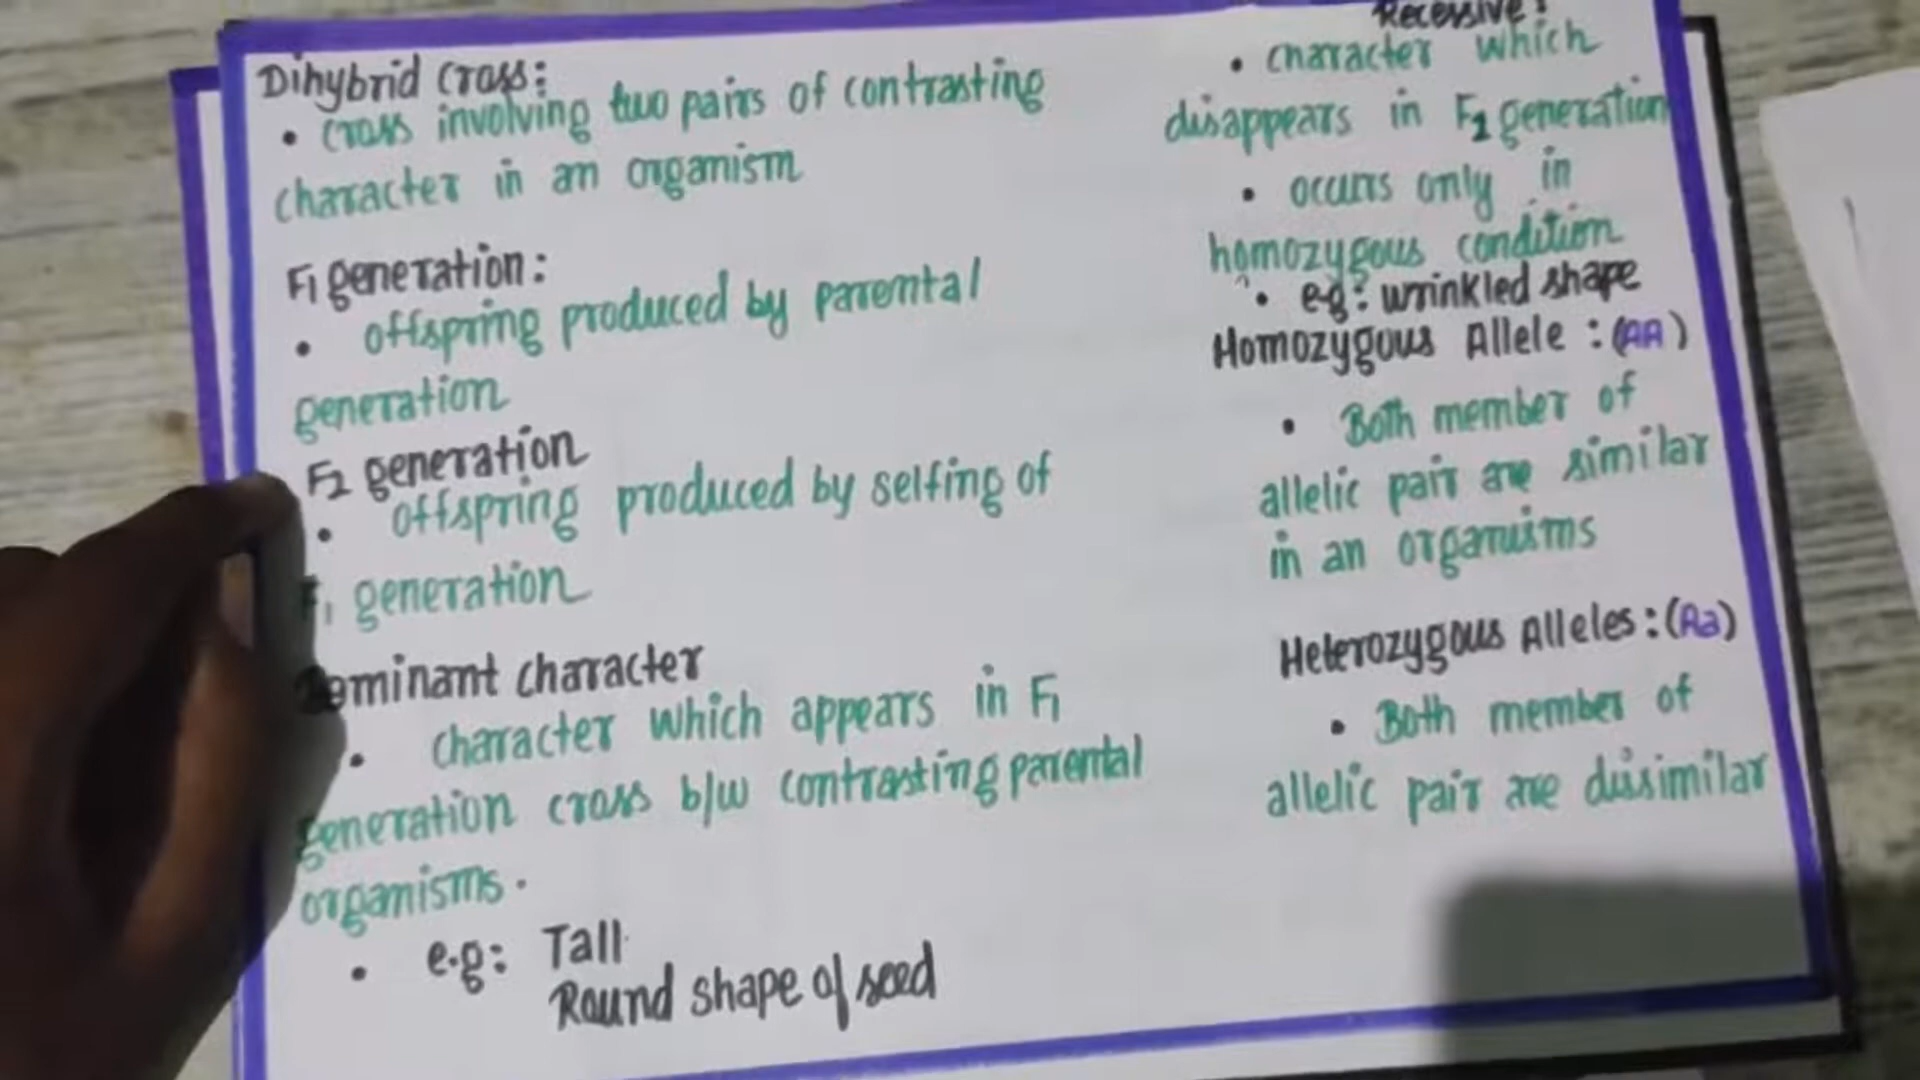 Dihybrid Cross:
• Cross involving two pairs of contrasting
character in an organism
F1 generation:
• offspring produced by parental
generation
F2 generation
• offspring produced by selfing of
F1 generation
Dominant character
• character which appears in F1
generation cross b/w contrasting parental
organisms.
• e.g: Tall
Round shape of seed
Recessive:
• character which
disappears in F1 generation
• occurs only in
homozygous condition
• e.g: wrinkled shape
Homozygous Allele : (AA)
• Both member of
allelic pair are similar
in an organisms
Heterozygous Alleles : (Aa)
• Both member of
allelic pair are dissimilar